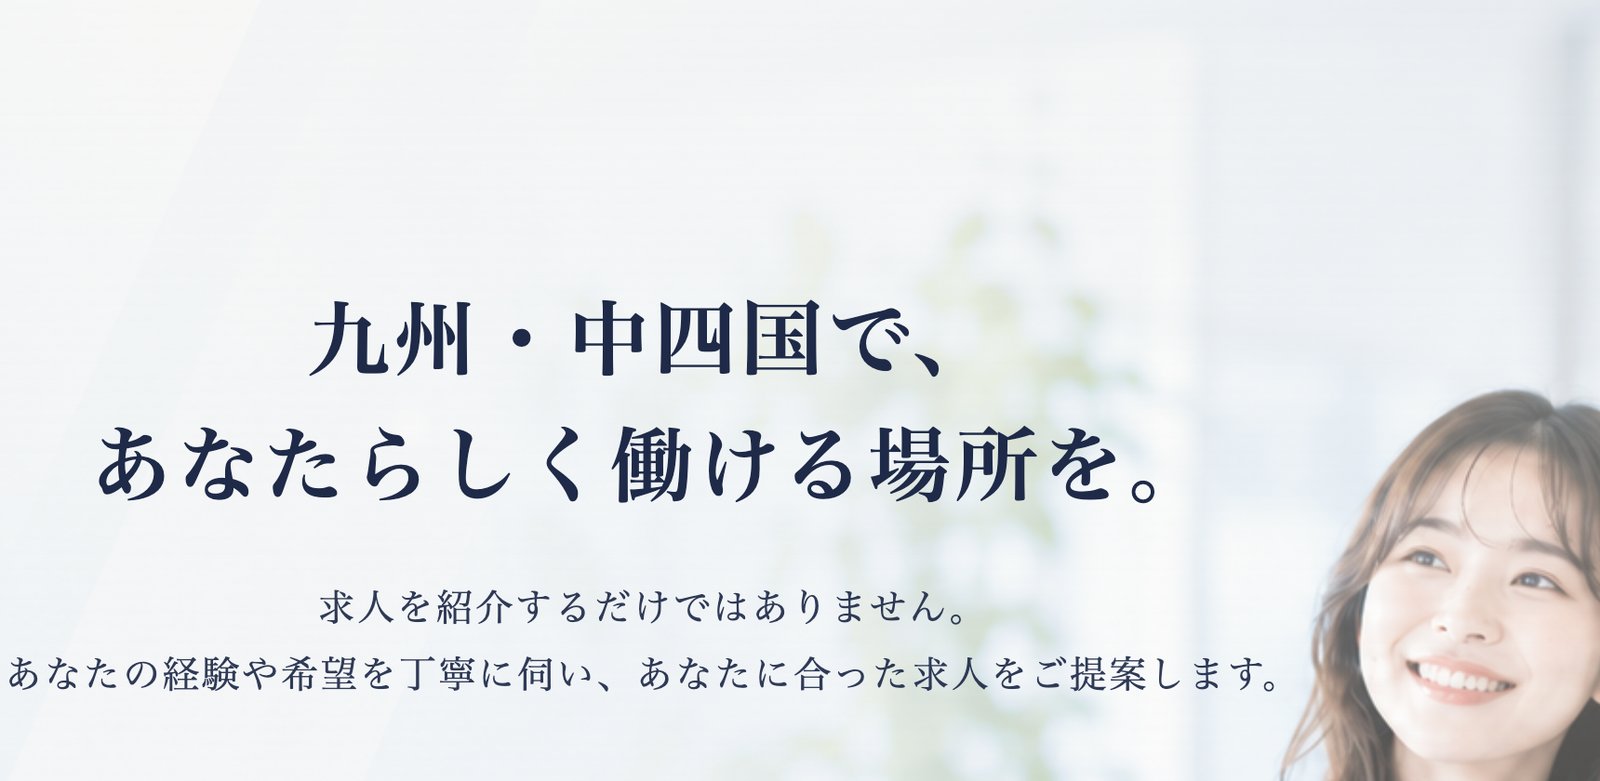 九州・中四国で、
あなたらしく働ける場所を。
求人を紹介するだけではありません。
あなたの経験や希望を丁寧に伺い、あなたに合った求人をご提案します。